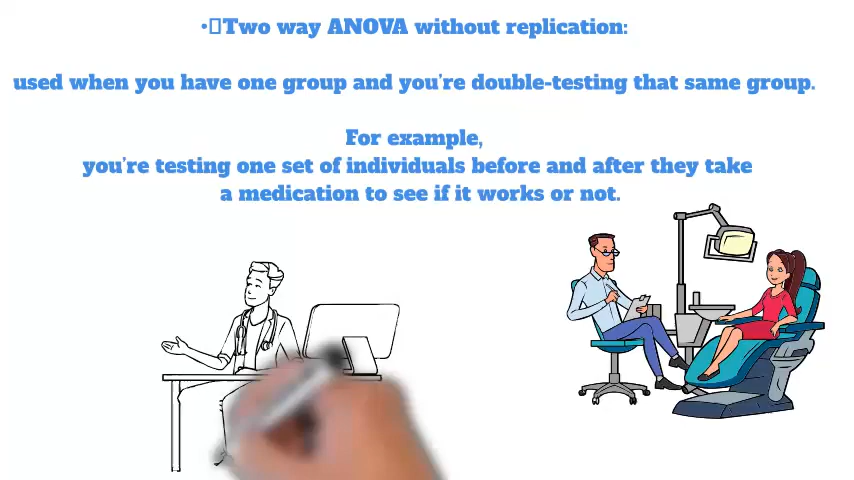 •▯Two way ANOVA without replication:
used when you have one group and you're double-testing that same group.
For example,
you're testing one set of individuals before and after they take
a medication to see if it works or not.